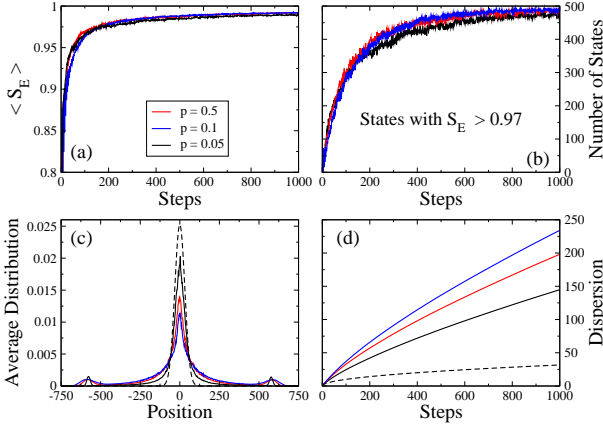 1
0.95
0.9
0.85
0.8
< S_E >
0 200 400 600 800 1000
Steps
(a)
p = 0.5
p = 0.1
p = 0.05
500
400
300
200
100
0
Number of States
0 200 400 600 800 1000
Steps
States with S_E > 0.97
(b)
0.025
0.02
0.015
0.01
0.005
0
Average Distribution
-750 -500 -250 0 250 500 750
Position
(c)
250
200
150
100
50
0
Dispersion
0 200 400 600 800 1000
Steps
(d)